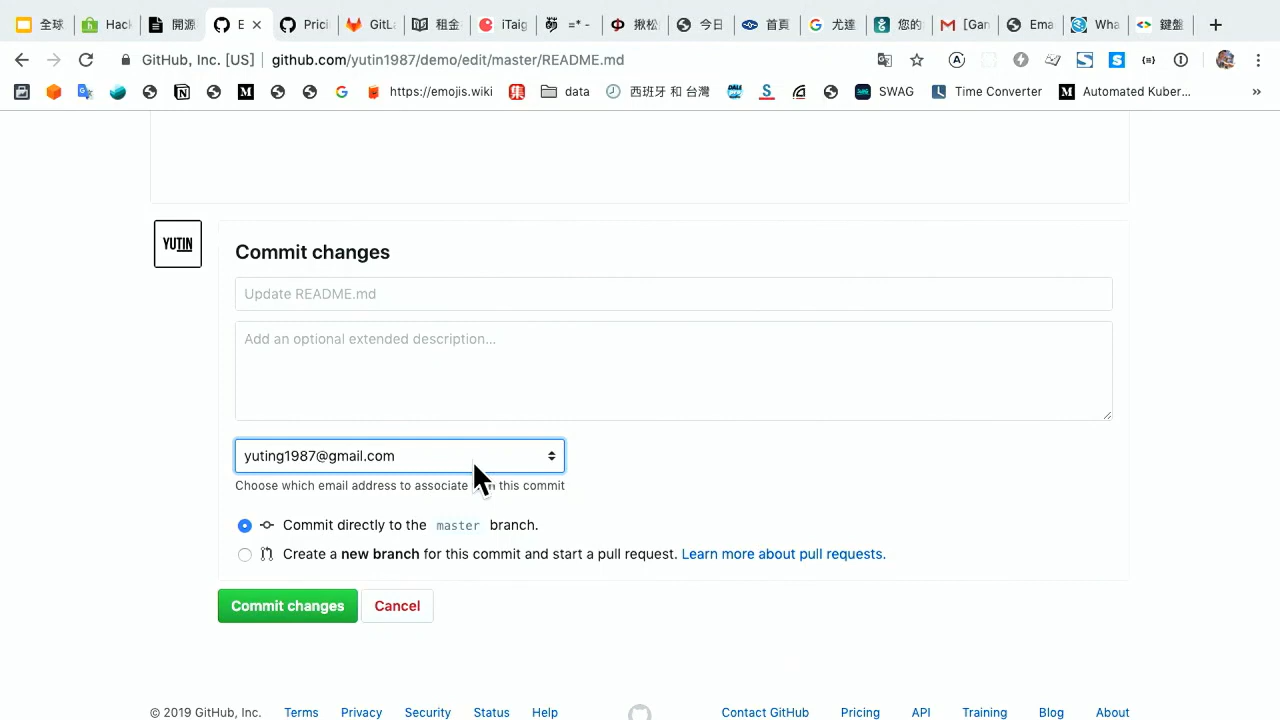 全球
Hack
開源
E
Prici
GitL
租金
iTaig
=* -
揪松
今日
首頁
尤達
您的
[Gan
Ema
Wha
鍵盤
GitHub, Inc. [US]
github.com/yutin1987/demo/edit/master/README.md
https://emojis.wiki
data
西班牙 和 台灣
SWAG
Time Converter
Automated Kuber...
»
YUTIN
Commit changes
Update README.md
Add an optional extended description...
yuting1987@gmail.com
Choose which email address to associate this commit
Commit directly to the master branch.
Create a new branch for this commit and start a pull request. Learn more about pull requests.
Commit changes
Cancel
© 2019 GitHub, Inc.
Terms
Privacy
Security
Status
Help
Contact GitHub
Pricing
API
Training
Blog
About